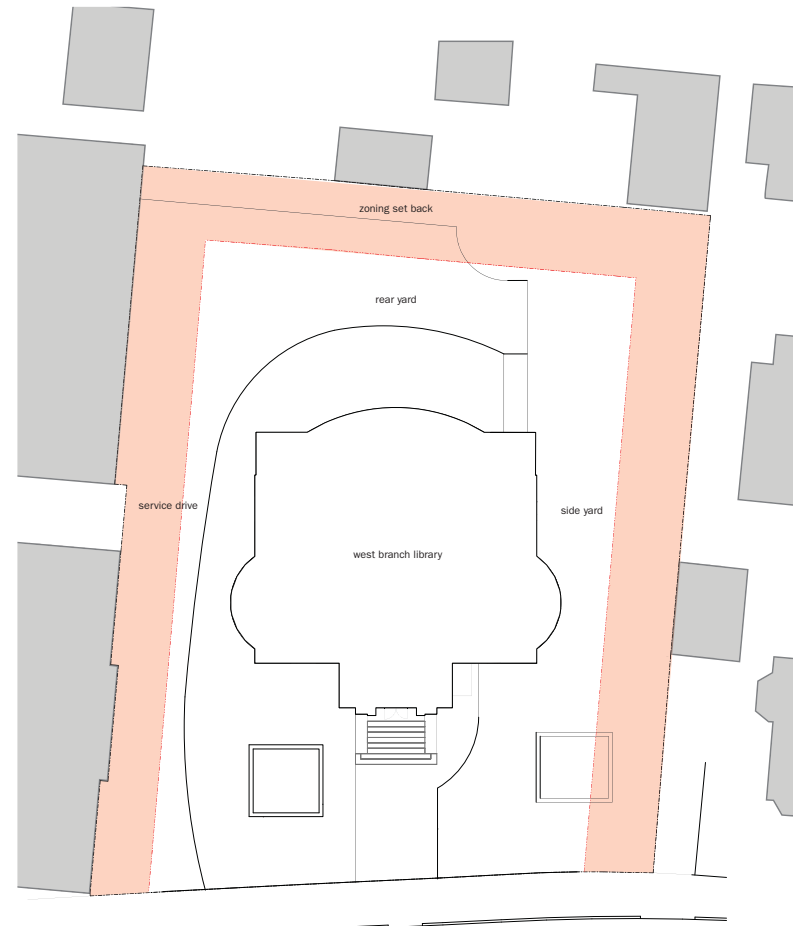 zoning set back
rear yard
service drive
side yard
west branch library